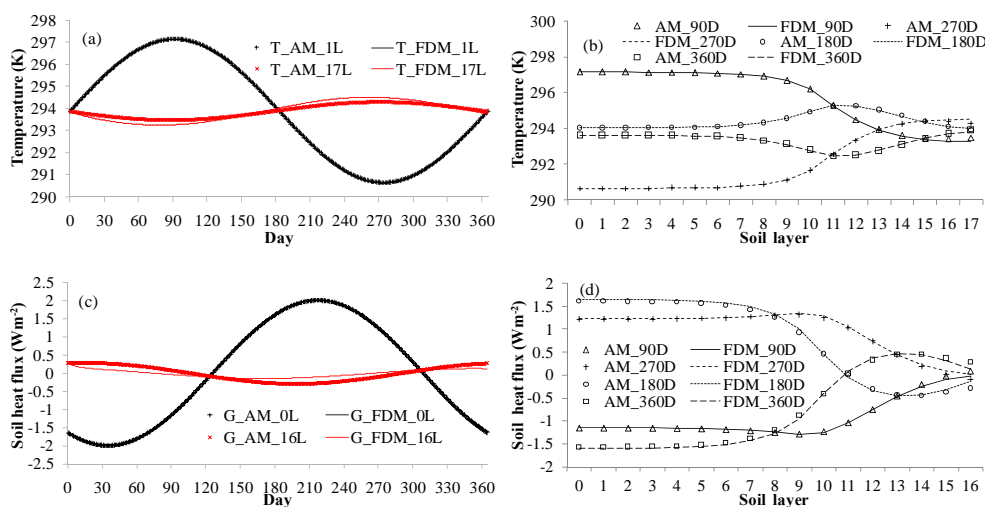 (a)
Temperature (K)
298
297
296
295
294
293
292
291
290
T_AM_1L
T_FDM_1L
T_AM_17L
T_FDM_17L
0 30 60 90 120 150 180 210 240 270 300 330 360
Day
(b)
Temperature (K)
300
298
296
294
292
290
AM_90D
FDM_90D
AM_270D
FDM_270D
AM_180D
FDM_180D
AM_360D
FDM_360D
0 1 2 3 4 5 6 7 8 9 10 11 12 13 14 15 16 17
Soil layer
(c)
Soil heat flux (Wm-2)
2.5
2
1.5
1
0.5
0
-0.5
-1
-1.5
-2
-2.5
G_AM_0L
G_FDM_0L
G_AM_16L
G_FDM_16L
0 30 60 90 120 150 180 210 240 270 300 330 360
Day
(d)
Soil heat flux (Wm-2)
2
1.5
1
0.5
0
-0.5
-1
-1.5
-2
AM_90D
FDM_90D
AM_270D
FDM_270D
AM_180D
FDM_180D
AM_360D
FDM_360D
0 1 2 3 4 5 6 7 8 9 10 11 12 13 14 15 16
Soil layer